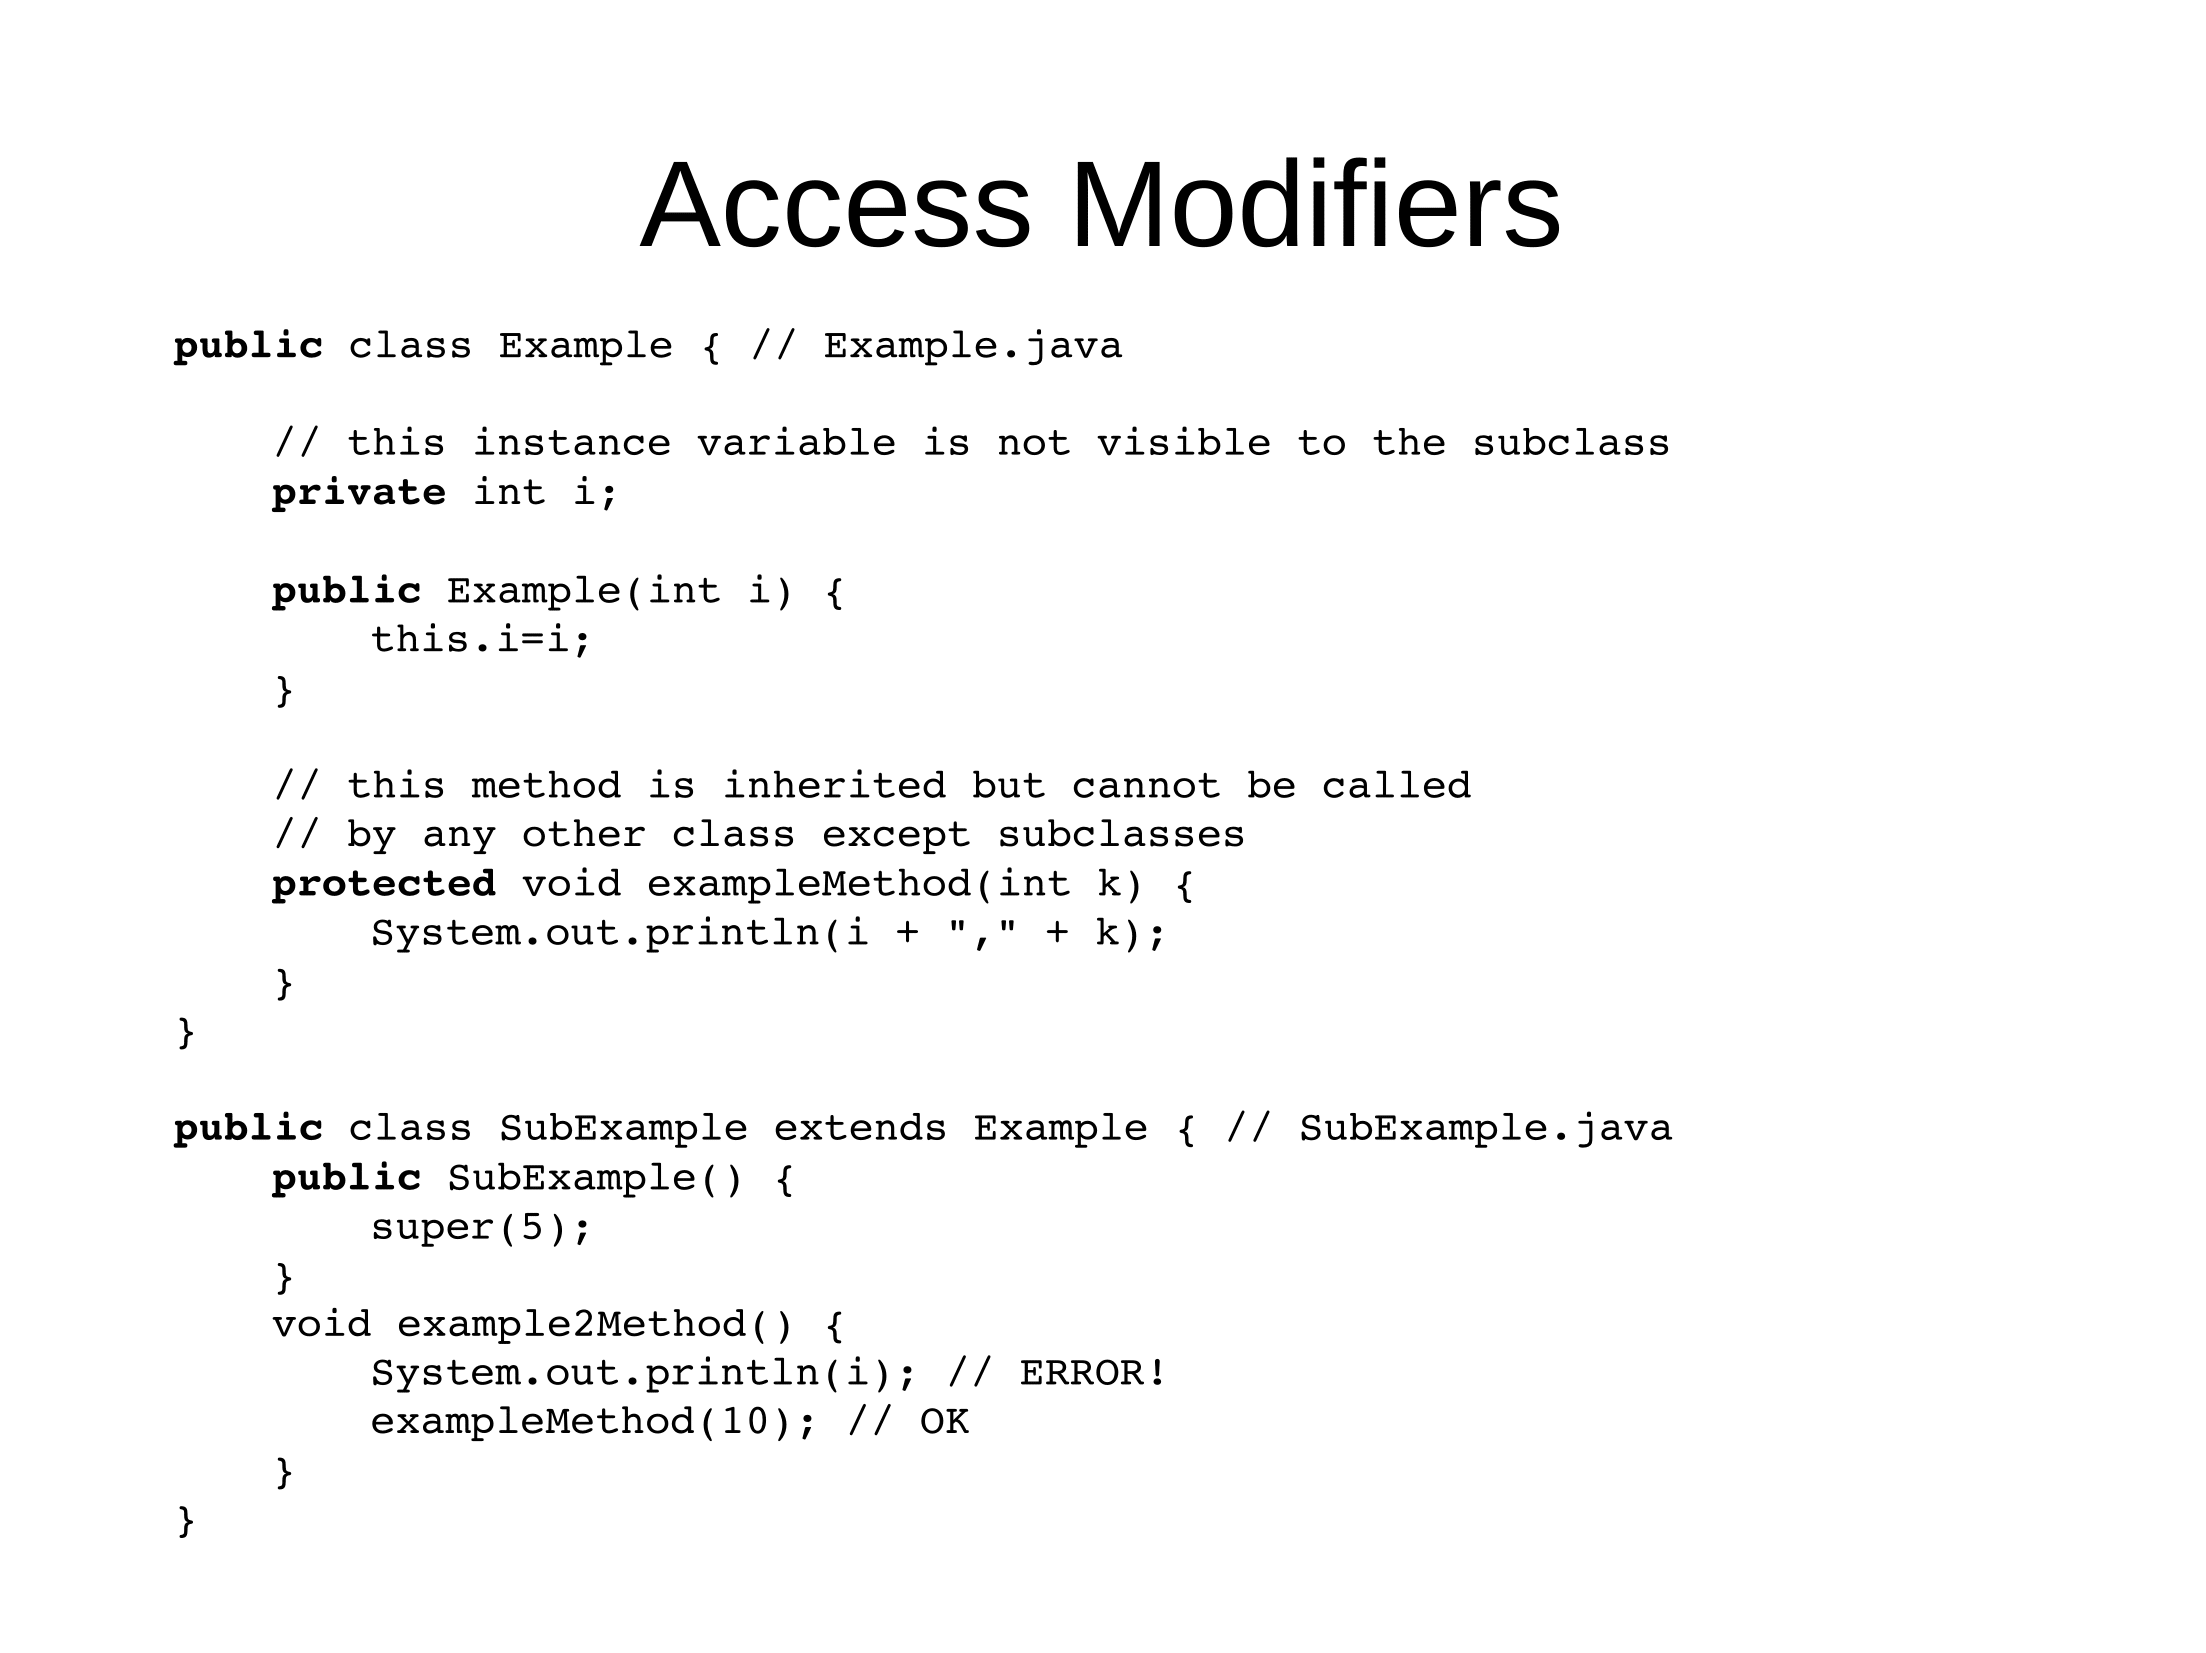 Access Modifiers
public class Example { // Example.java
// this instance variable is not visible to the subclass
private int i;
public Example(int i) {
this.i=i;
}
// this method is inherited but cannot be called
// by any other class except subclasses
protected void exampleMethod(int k) {
System.out.println(i + "," + k);
}
}
public class SubExample extends Example { // SubExample.java
public SubExample() {
super(5);
}
void example2Method() {
System.out.println(i); // ERROR!
exampleMethod(10); // OK
}
}